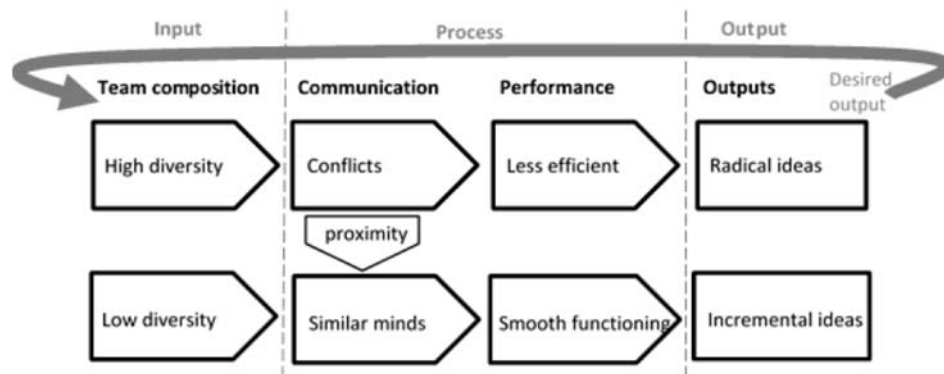 Input Process Output
Team composition Communication Performance Outputs Desired output
High diversity Conflicts Less efficient Radical ideas
proximity
Low diversity Similar minds Smooth functioning Incremental ideas